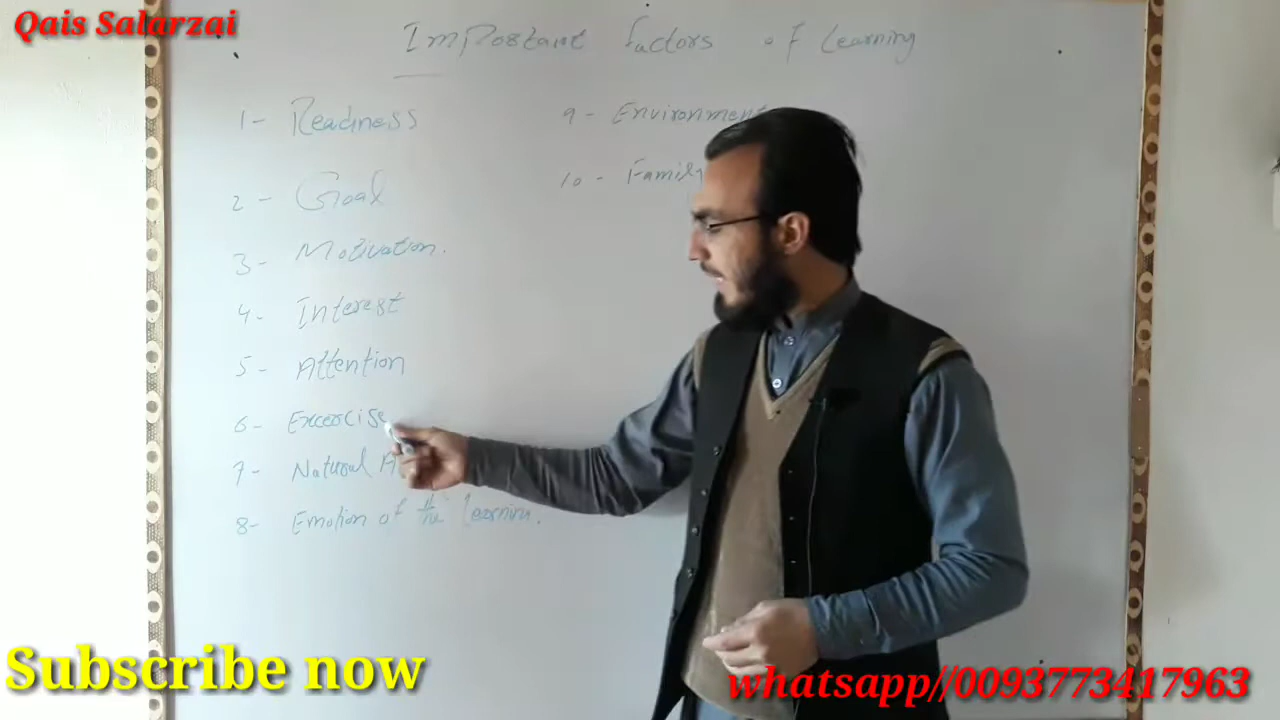 Qais Salarzai
Important factors of Learning
1- Readness
2- Goal
3- Motivation.
4- Interest
5- Attention
6- Excercise
7- Natural
8- Emotion of the learning.
9- Environment
10- Family
Subscribe now
whatsapp//0093773417963